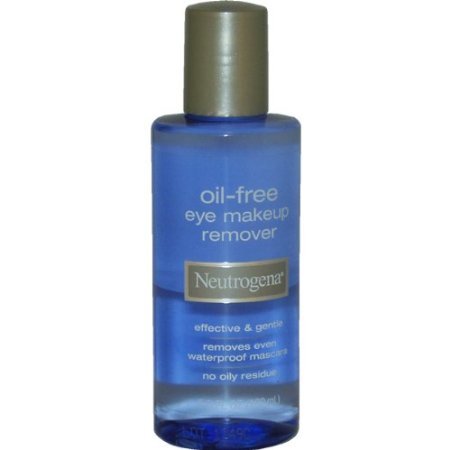 oil-free
eye makeup
remover
Neutrogena®
effective & gentle
removes even
waterproof mascara
no oily residue